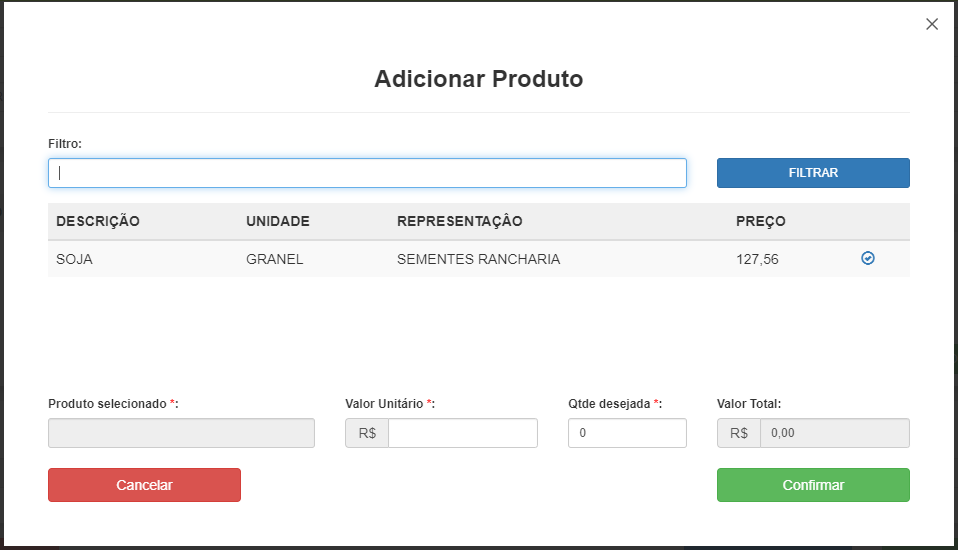 Adicionar Produto
Filtro:
FILTRAR
DESCRIÇÃO UNIDADE REPRESENTAÇÂO PREÇO
SOJA GRANEL SEMENTES RANCHARIA 127,56
Produto selecionado *: Valor Unitário *: Qtde desejada *: Valor Total:
R$ 0 R$ 0,00
Cancelar Confirmar